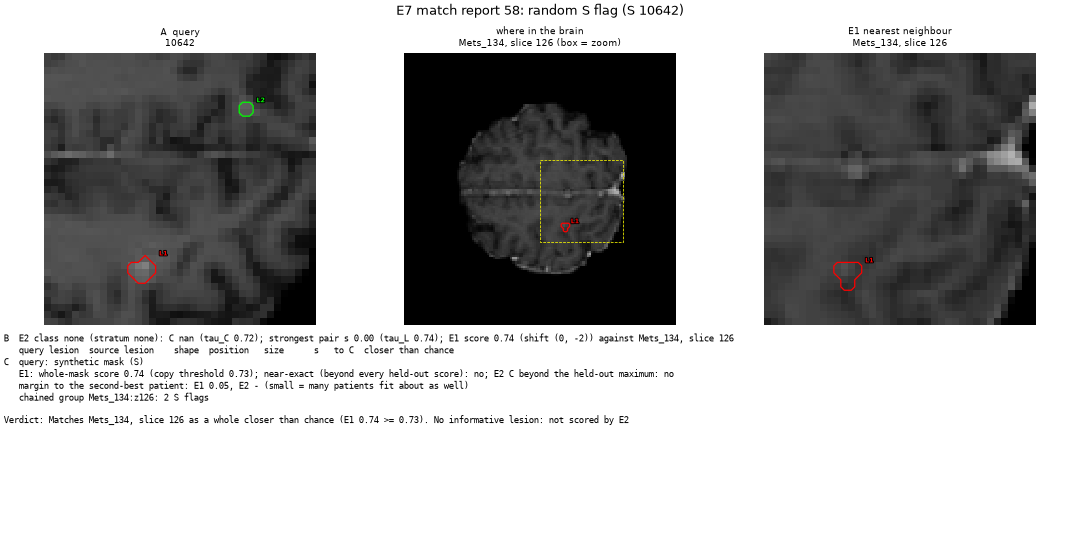 E7 match report 58: random S flag (S 10642)
A query
10642
where in the brain
Mets_134, slice 126 (box = zoom)
E1 nearest neighbour
Mets_134, slice 126
L2
L1
L1
E1
B E2 class none (stratum none): C nan (tau_C 0.72); strongest pair s 0.00 (tau_L 0.74); E1 score 0.74 (shift (0, -2)) against Mets_134, slice 126
query lesion source lesion shape position size s to C closer than chance
C query: synthetic mask (S)
E1: whole-mask score 0.74 (copy threshold 0.73); near-exact (beyond every held-out score): no; E2 C beyond the held-out maximum: no
margin to the second-best patient: E1 0.05, E2 - (small = many patients fit about as well)
chained group Mets_134:z126: 2 S flags
Verdict: Matches Mets_134, slice 126 as a whole closer than chance (E1 0.74 >= 0.73). No informative lesion: not scored by E2